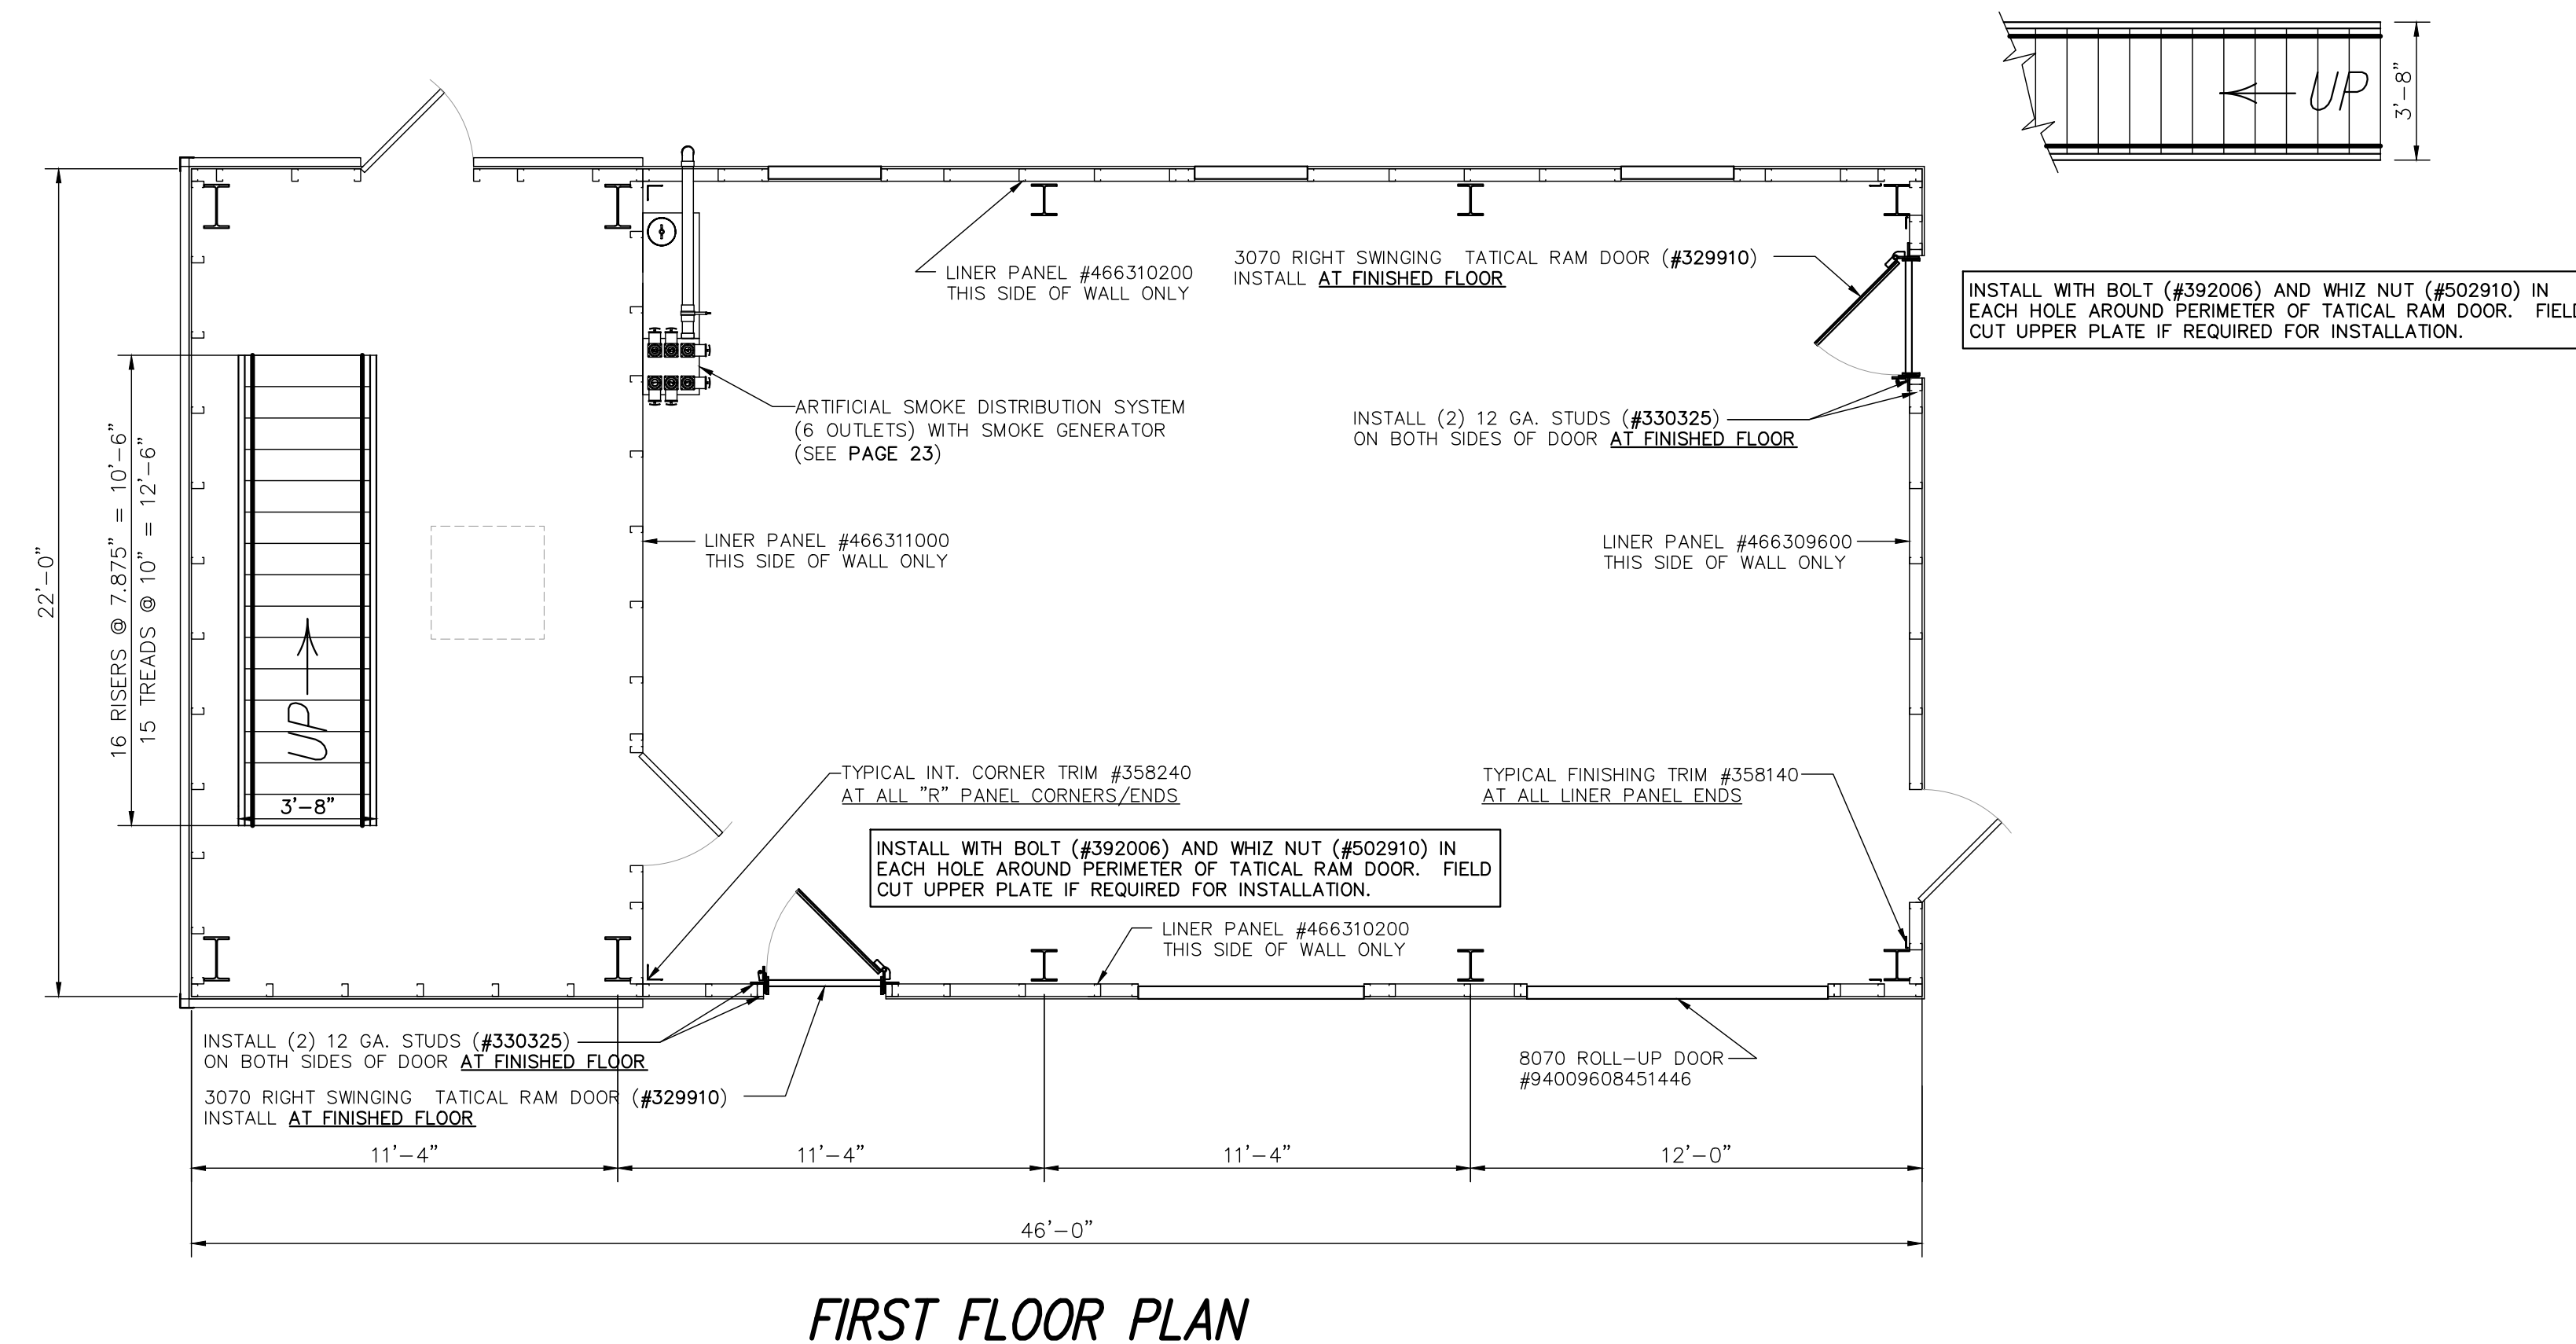 UP
3'-8"
3070 RIGHT SWINGING TATICAL RAM DOOR (#329910)
INSTALL AT FINISHED FLOOR
LINER PANEL #466310200
THIS SIDE OF WALL ONLY
INSTALL WITH BOLT (#392006) AND WHIZ NUT (#502910) IN
EACH HOLE AROUND PERIMETER OF TATICAL RAM DOOR. FIELD
CUT UPPER PLATE IF REQUIRED FOR INSTALLATION.
ARTIFICIAL SMOKE DISTRIBUTION SYSTEM
(6 OUTLETS) WITH SMOKE GENERATOR
(SEE PAGE 23)
INSTALL (2) 12 GA. STUDS (#330325)
ON BOTH SIDES OF DOOR AT FINISHED FLOOR
22'-0"
16 RISERS @ 7.875" = 10'-6"
15 TREADS @ 10" = 12'-6"
UP
3'-8"
LINER PANEL #466311000
THIS SIDE OF WALL ONLY
LINER PANEL #466309600
THIS SIDE OF WALL ONLY
TYPICAL INT. CORNER TRIM #358240
AT ALL "R" PANEL CORNERS/ENDS
TYPICAL FINISHING TRIM #358140
AT ALL LINER PANEL ENDS
INSTALL WITH BOLT (#392006) AND WHIZ NUT (#502910) IN
EACH HOLE AROUND PERIMETER OF TATICAL RAM DOOR. FIELD
CUT UPPER PLATE IF REQUIRED FOR INSTALLATION.
LINER PANEL #466310200
THIS SIDE OF WALL ONLY
INSTALL (2) 12 GA. STUDS (#330325)
ON BOTH SIDES OF DOOR AT FINISHED FLOOR
3070 RIGHT SWINGING TATICAL RAM DOOR (#329910)
INSTALL AT FINISHED FLOOR
8070 ROLL-UP DOOR
#94009608451446
11'-4"
11'-4"
11'-4"
12'-0"
46'-0"
FIRST FLOOR PLAN